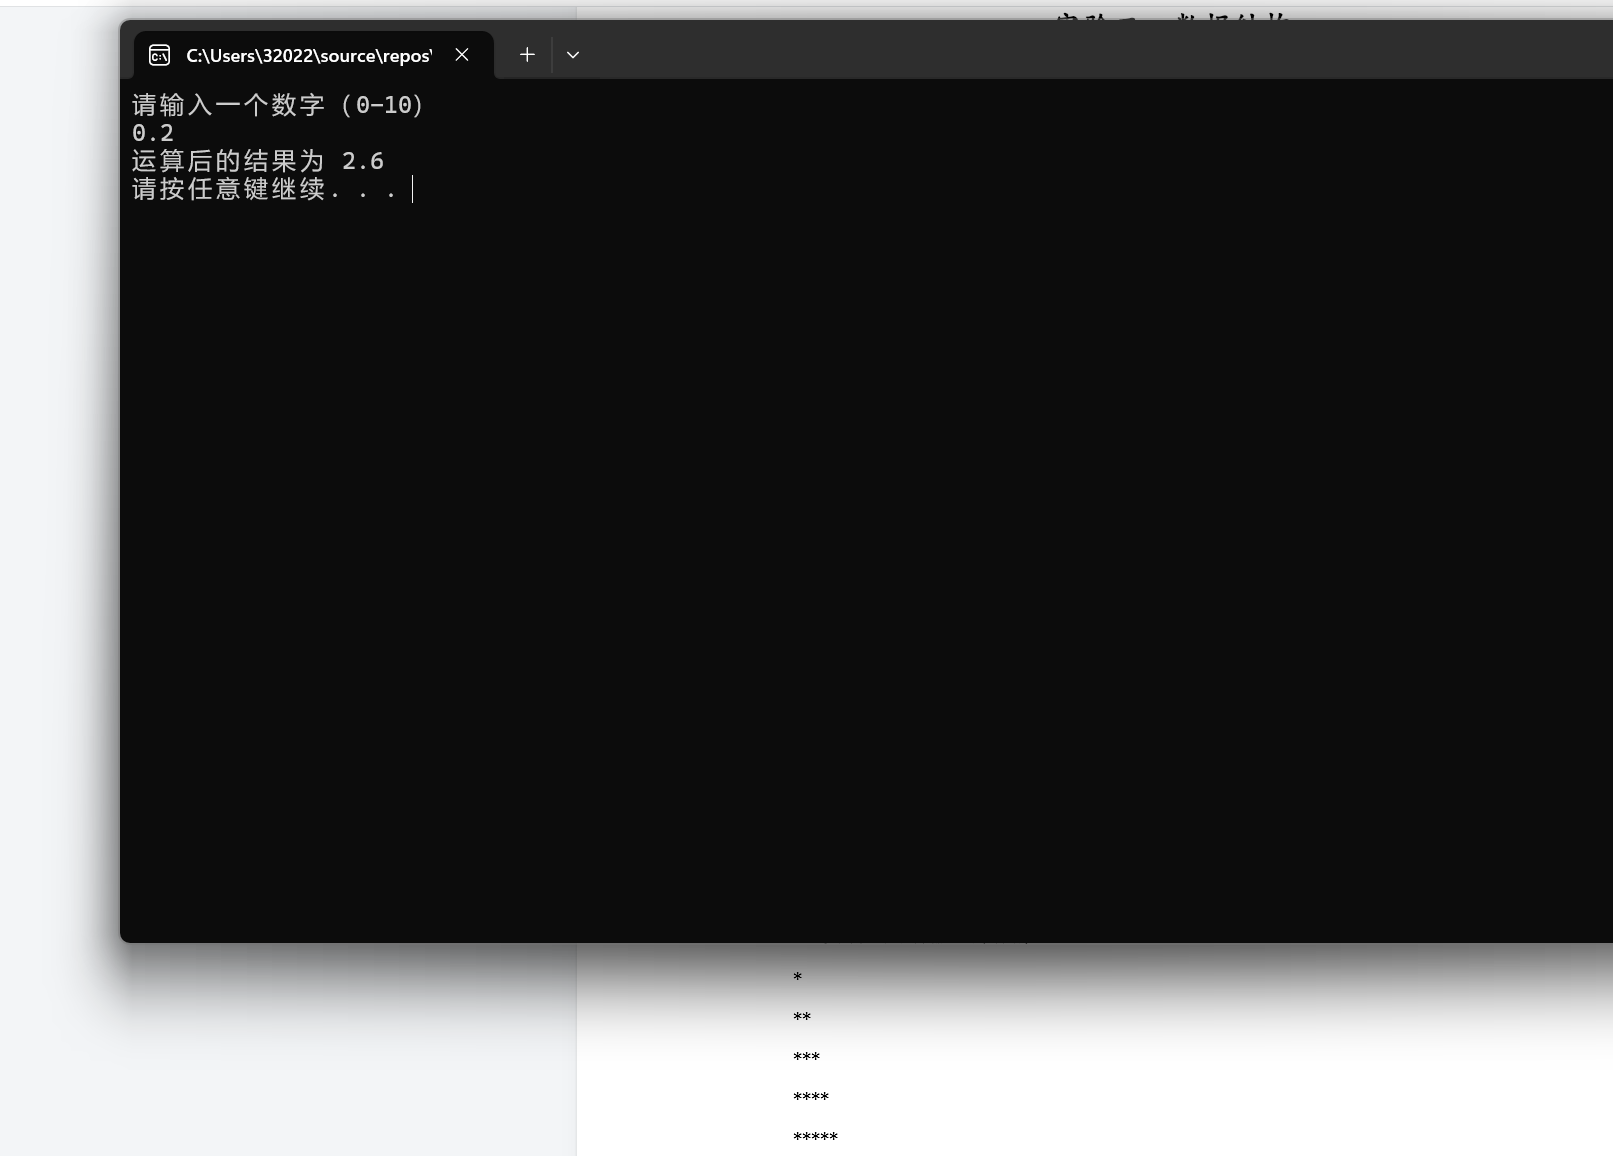 C:\Users\32022\source\repos\
请输入一个数字（0-10）
0.2
运算后的结果为 2.6
请按任意键继续. . .
*
**
***
****
*****